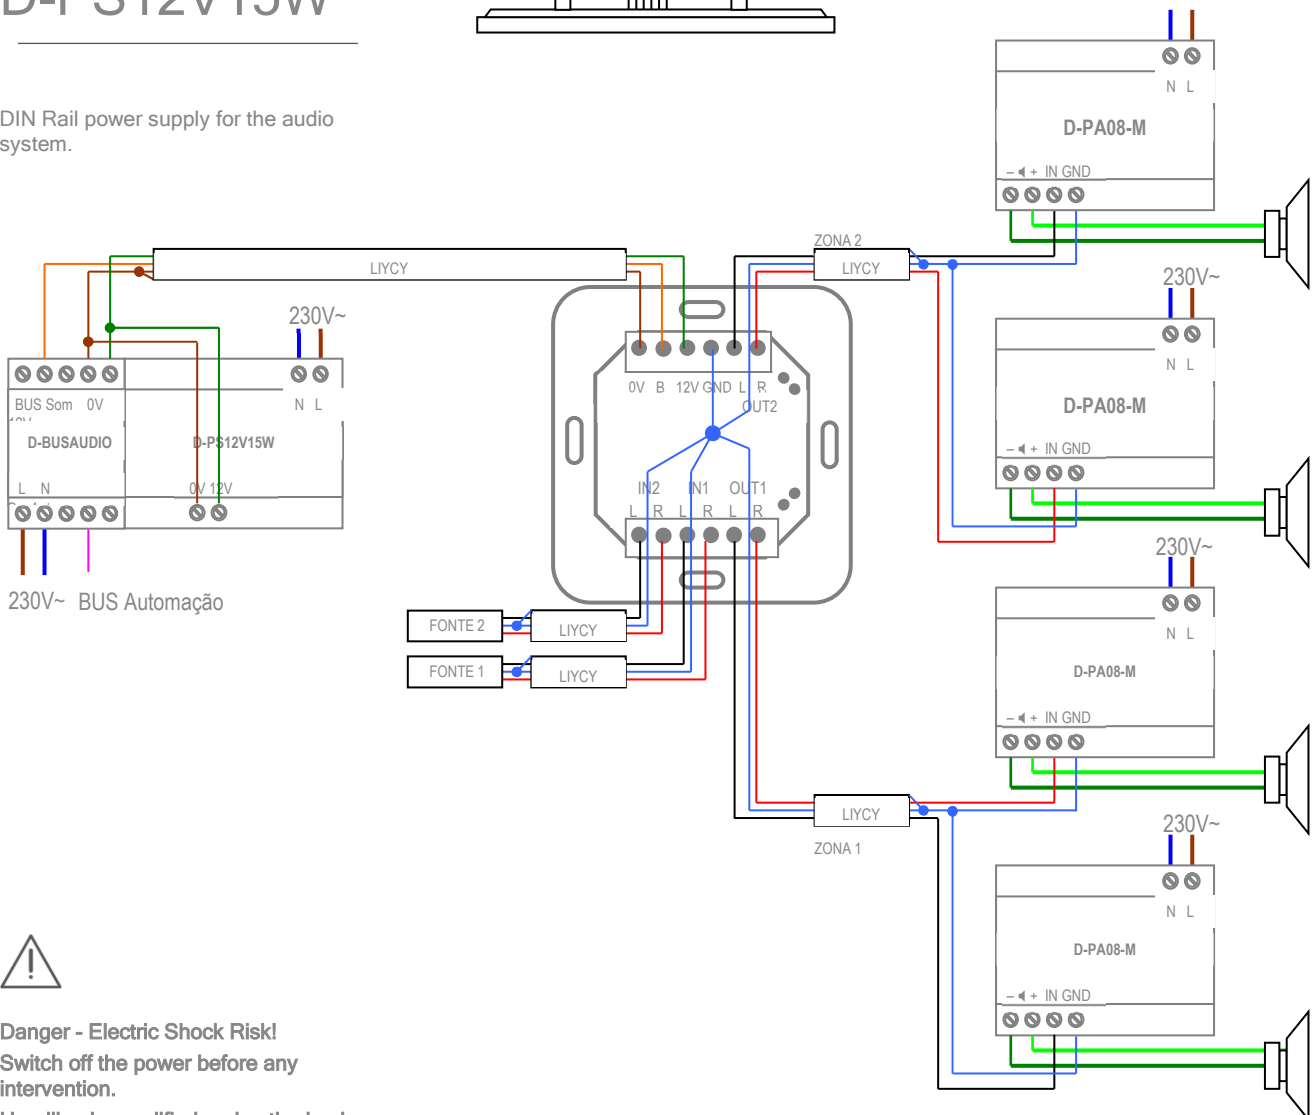 D-PS12V15W
DIN Rail power supply for the audio
system.
N L
D-PA08-M
– + IN GND
ZONA 2
LIYCY
LIYCY
230V~
230V~
N L
D-PA08-M
– + IN GND
0V B 12V GND L R
OUT2
BUS Som 0V
N L
D-BUSAUDIO
D-PS12V15W
L N
0V 12V
IN2 IN1 OUT1
L R L R L R
230V~
230V~ BUS Automação
N L
FONTE 2
LIYCY
FONTE 1
LIYCY
D-PA08-M
– + IN GND
LIYCY
ZONA 1
230V~
N L
D-PA08-M
– + IN GND
Danger - Electric Shock Risk!
Switch off the power before any
intervention.